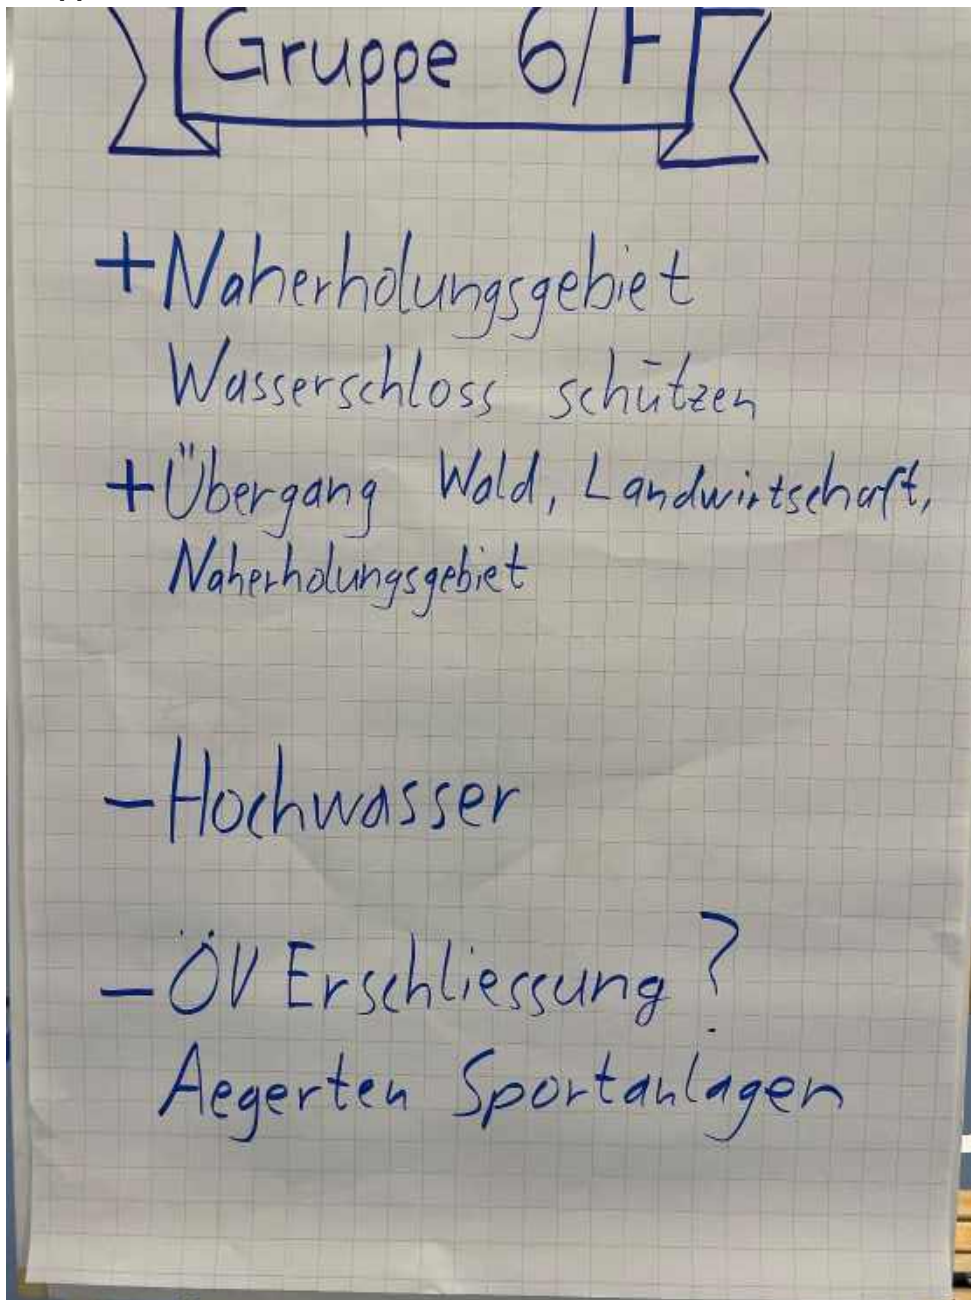 Gruppe 6/F
+ Naherholungsgebiet
Wasserschloss schützen
+ Übergang Wald, Landwirtschaft,
Naherholungsgebiet
- Hochwasser
- ÖV Erschliessung ?
Aegerten Sportanlagen